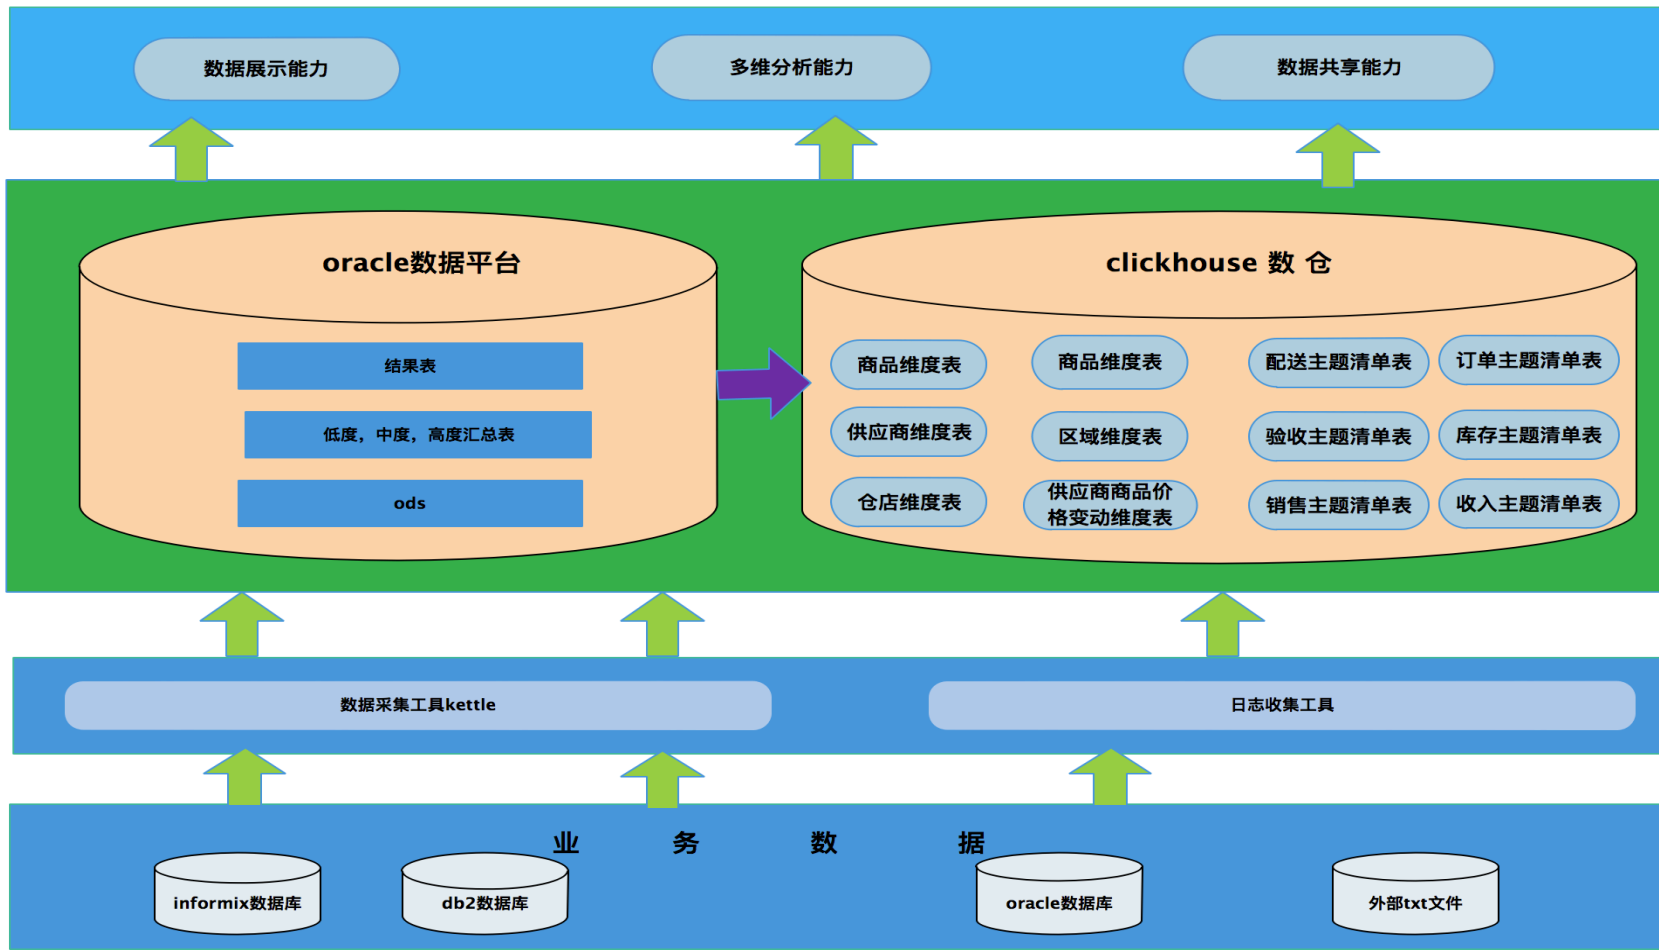 数据展示能力
多维分析能力
数据共享能力
oracle数据平台
结果表
低度，中度，高度汇总表
ods
clickhouse 数 仓
商品维度表
商品维度表
配送主题清单表
订单主题清单表
供应商维度表
区域维度表
验收主题清单表
库存主题清单表
仓店维度表
供应商商品价
格变动维度表
销售主题清单表
收入主题清单表
数据采集工具kettle
日志收集工具
业 务 数 据
informix数据库
db2数据库
oracle数据库
外部txt文件